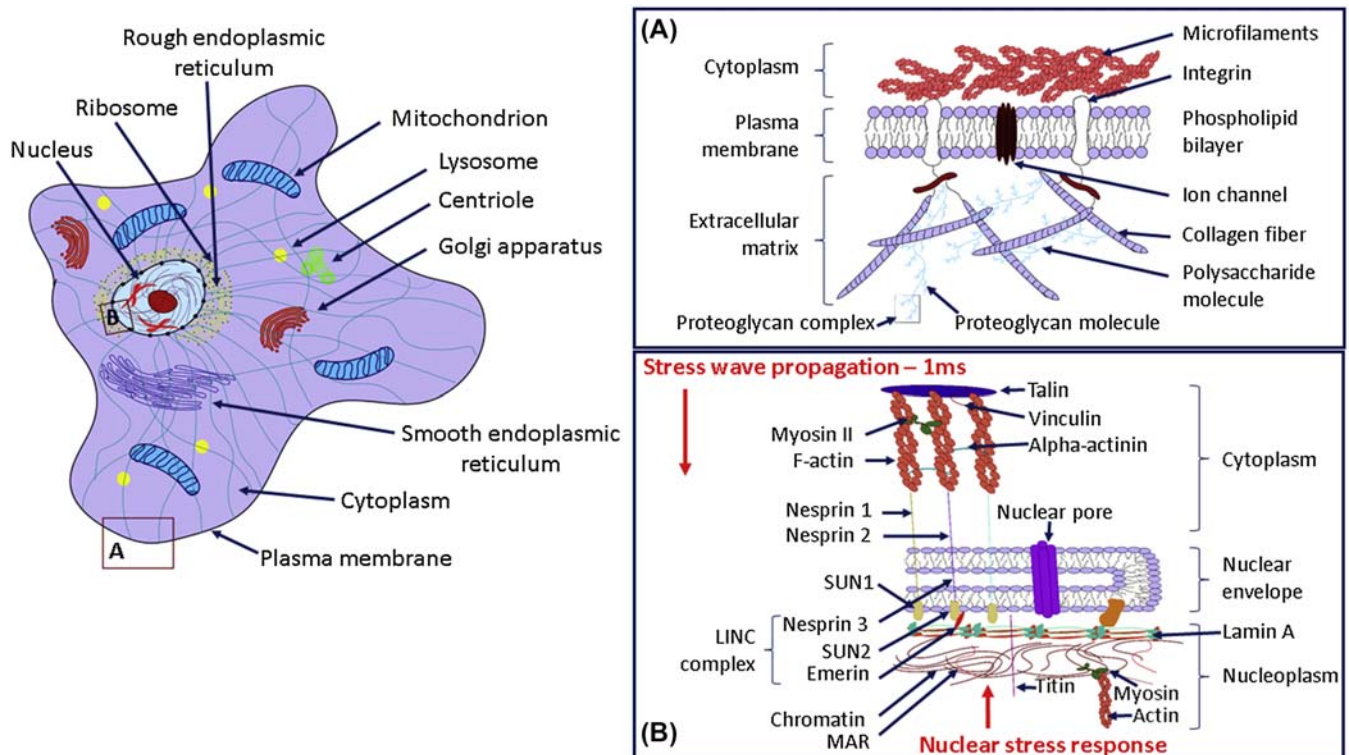 Rough endoplasmic
reticulum
Ribosome
Nucleus
Mitochondrion
Lysosome
Centriole
Golgi apparatus
B
Smooth endoplasmic
reticulum
Cytoplasm
A
Plasma membrane
(A)
Cytoplasm
Plasma
membrane
Extracellular
matrix
Microfilaments
Integrin
Phospholipid
bilayer
Ion channel
Collagen fiber
Polysaccharide
molecule
Proteoglycan complex
Proteoglycan molecule
Stress wave propagation – 1ms
Talin
Vinculin
Myosin II
Alpha-actinin
F-actin
Cytoplasm
Nesprin 1
Nuclear pore
Nesprin 2
Nuclear
envelope
SUN1
Nesprin 3
LINC
complex
SUN2
Emerin
Lamin A
Nucleoplasm
Titin
Myosin
Actin
Chromatin
MAR
(B)
Nuclear stress response